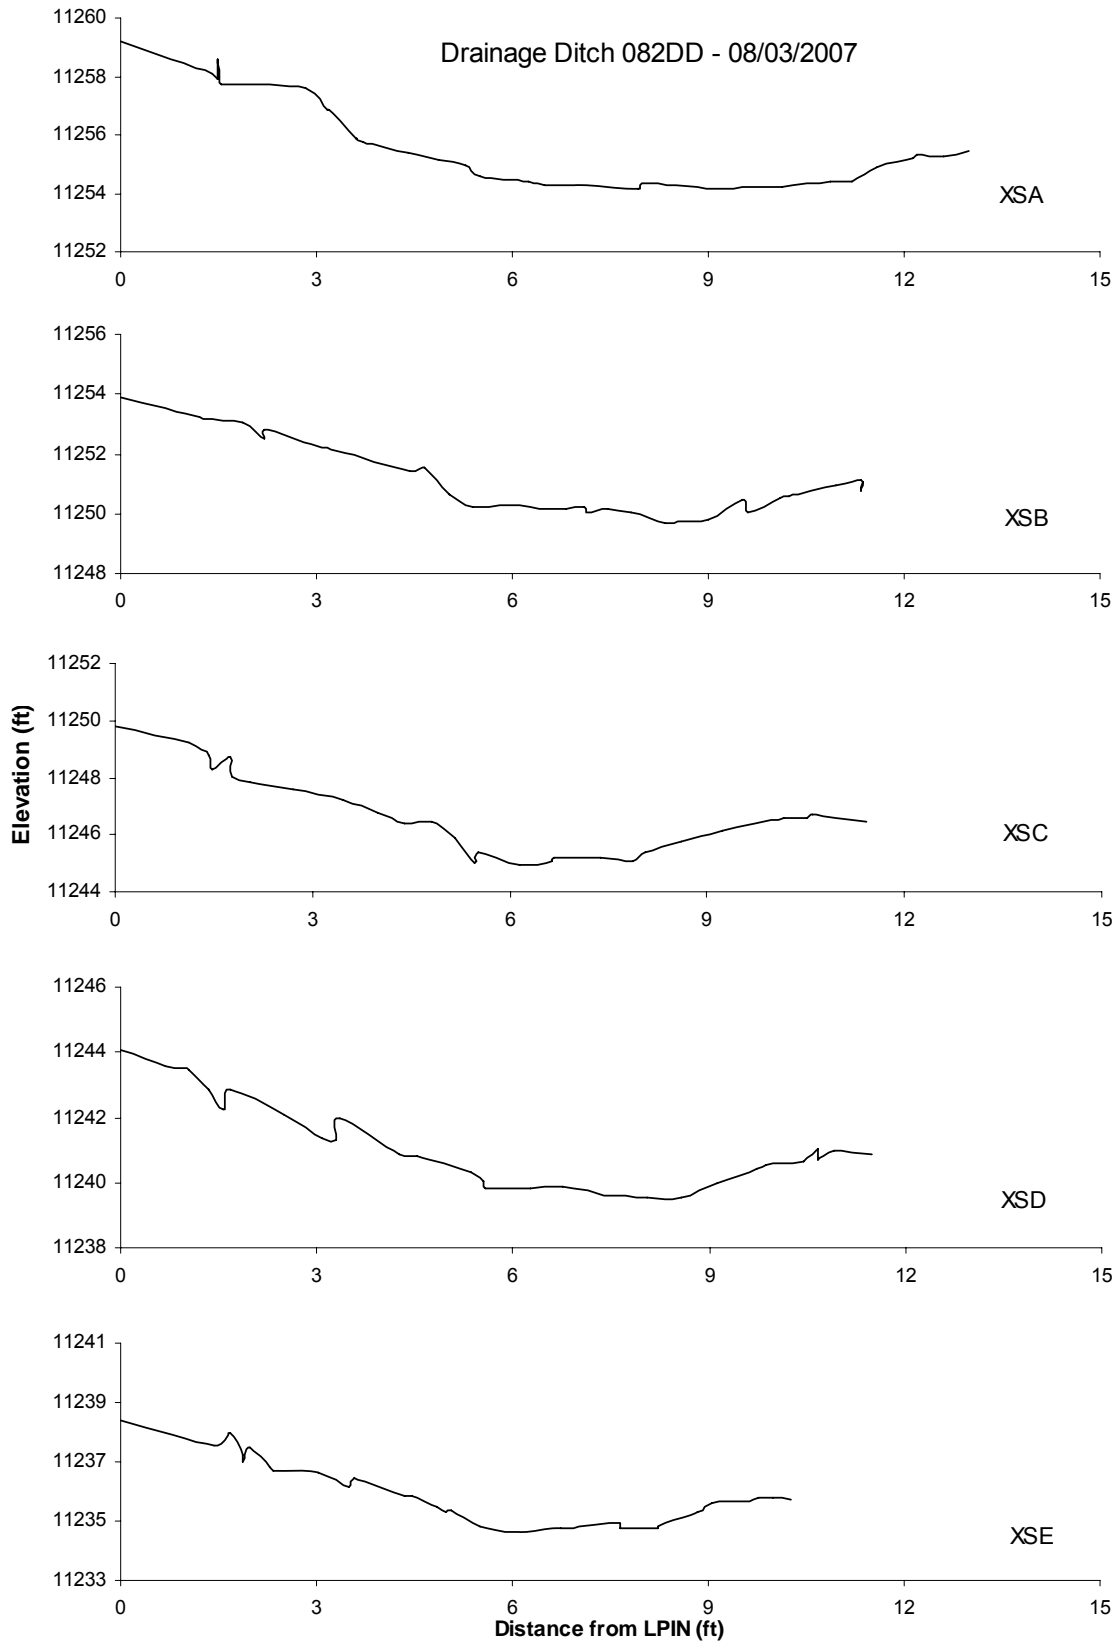 Drainage Ditch 082DD - 08/03/2007
11260
11258
11256
11254
11252
0 3 6 9 12 15
XSA
11256
11254
11252
11250
11248
0 3 6 9 12 15
XSB
Elevation (ft)
11252
11250
11248
11246
11244
0 3 6 9 12 15
XSC
11246
11244
11242
11240
11238
0 3 6 9 12 15
XSD
11241
11239
11237
11235
11233
0 3 6 9 12 15
XSE
Distance from LPIN (ft)